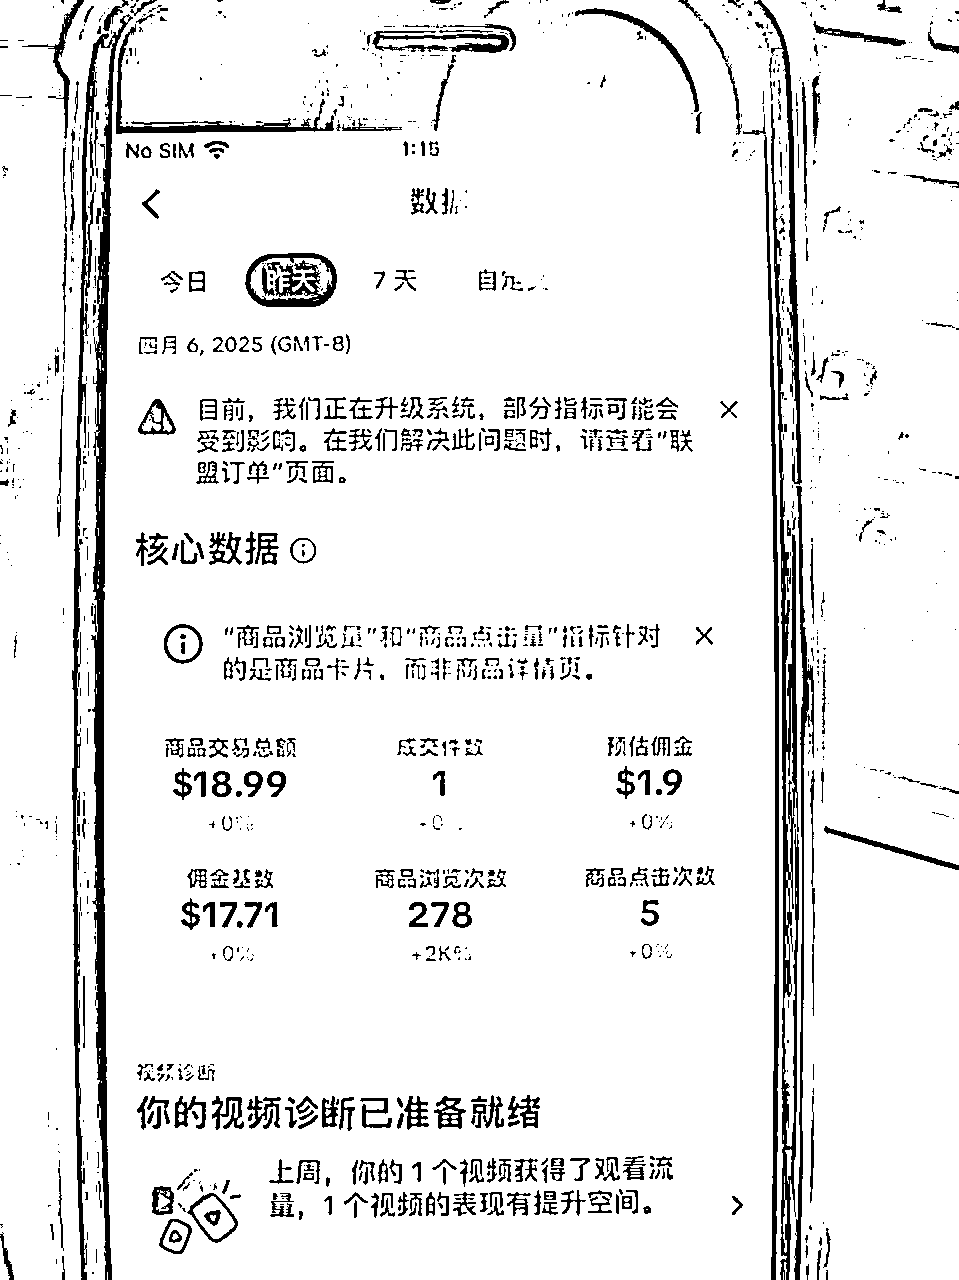 No SIM
1:15
数据
今日 昨天 7 天
四月 6, 2025 (GMT-8)
目前，我们正在升级系统，部分指标可能会
受到影响。在我们解决此问题时，请查看“联
盟订单”页面。
核心数据
“商品浏览量”和“商品点击量”指标针对
的是商品卡片，而非商品详情页。
商品交易总额 成交件数 预估佣金
$18.99 1 $1.9
+0% +0%
佣金基数 商品浏览次数 商品点击次数
$17.71 278 5
+0% +2K% +0%
视频诊断
你的视频诊断已准备就绪
上周，你的 1 个视频获得了观看流
量，1 个视频的表现有提升空间。